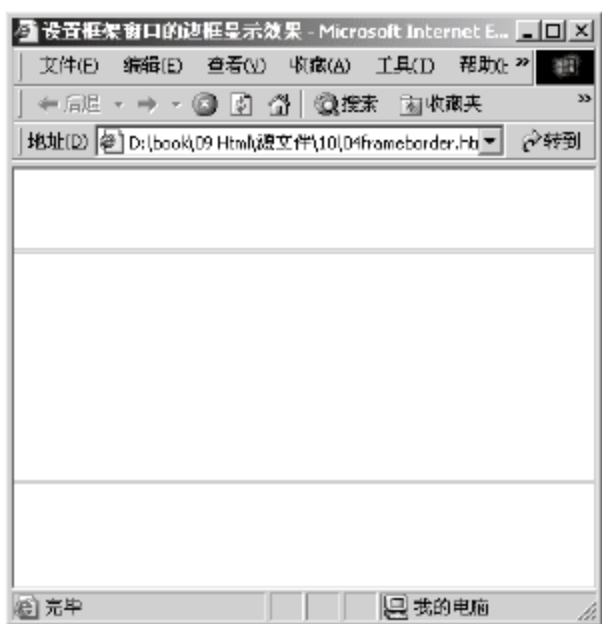 设置框架窗口的边框显示效果 - Microsoft Internet E...
文件(E) 编辑(E) 查看(V) 收藏(A) 工具(T) 帮助(H »
后退 搜索 收藏夹 »
地址(D) D:\book\09 Html\源文件\10\04frameborder.ht 转到
完毕 我的电脑